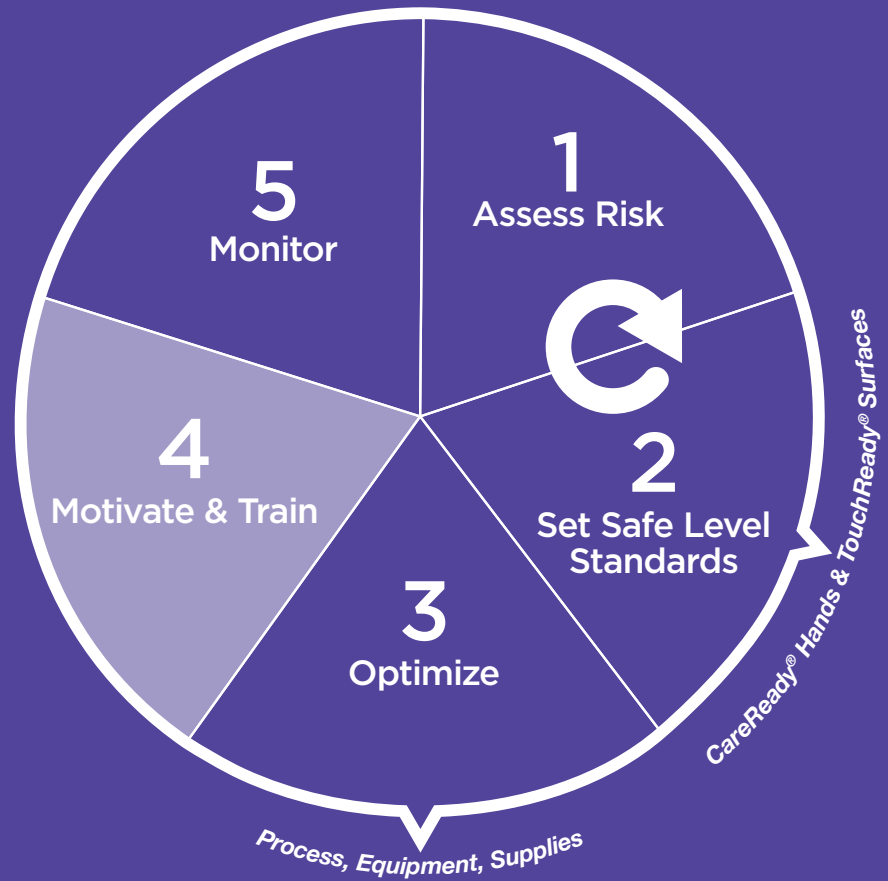 1
Assess Risk
2
Set Safe Level
Standards
CareReady® Hands & TouchReady® Surfaces
3
Optimize
Process, Equipment, Supplies
4
Motivate & Train
5
Monitor